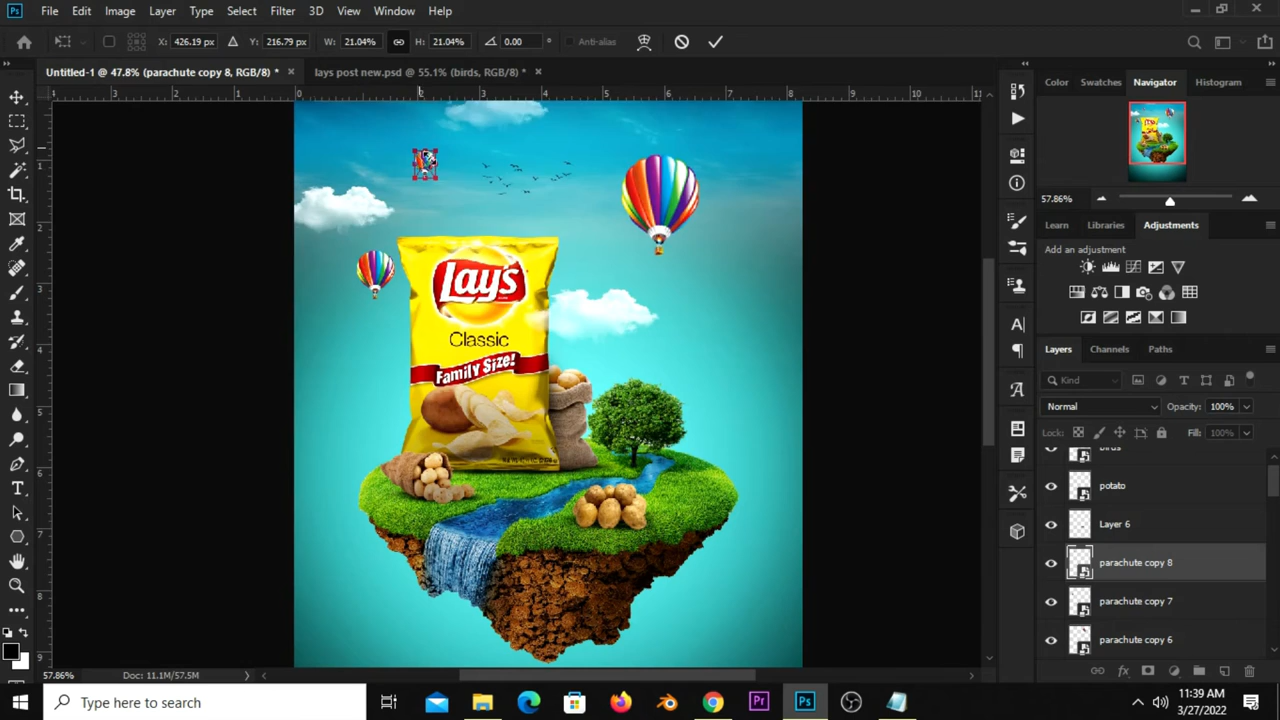 Ps File Edit Image Layer Type Select Filter 3D View Window Help
X: 426.19 px Y: 216.79 px W: 21.04% H: 21.04% 0.00 ° Anti-alias
Untitled-1 @ 47.8% (parachute copy 8, RGB/8) * × lays post new.psd @ 55.1% (birds, RGB/8) * ×
Color Swatches Navigator Histogram
57.86%
Learn Libraries Adjustments
Add an adjustment
Layers Channels Paths
Kind
Normal Opacity: 100%
Lock: Fill: 100%
birds
potato
Layer 6
parachute copy 8
parachute copy 7
parachute copy 6
Lay's
Classic
Family Size!
57.86% Doc: 11.1M/57.5M
Type here to search
Pr Ps
11:39 AM
3/27/2022